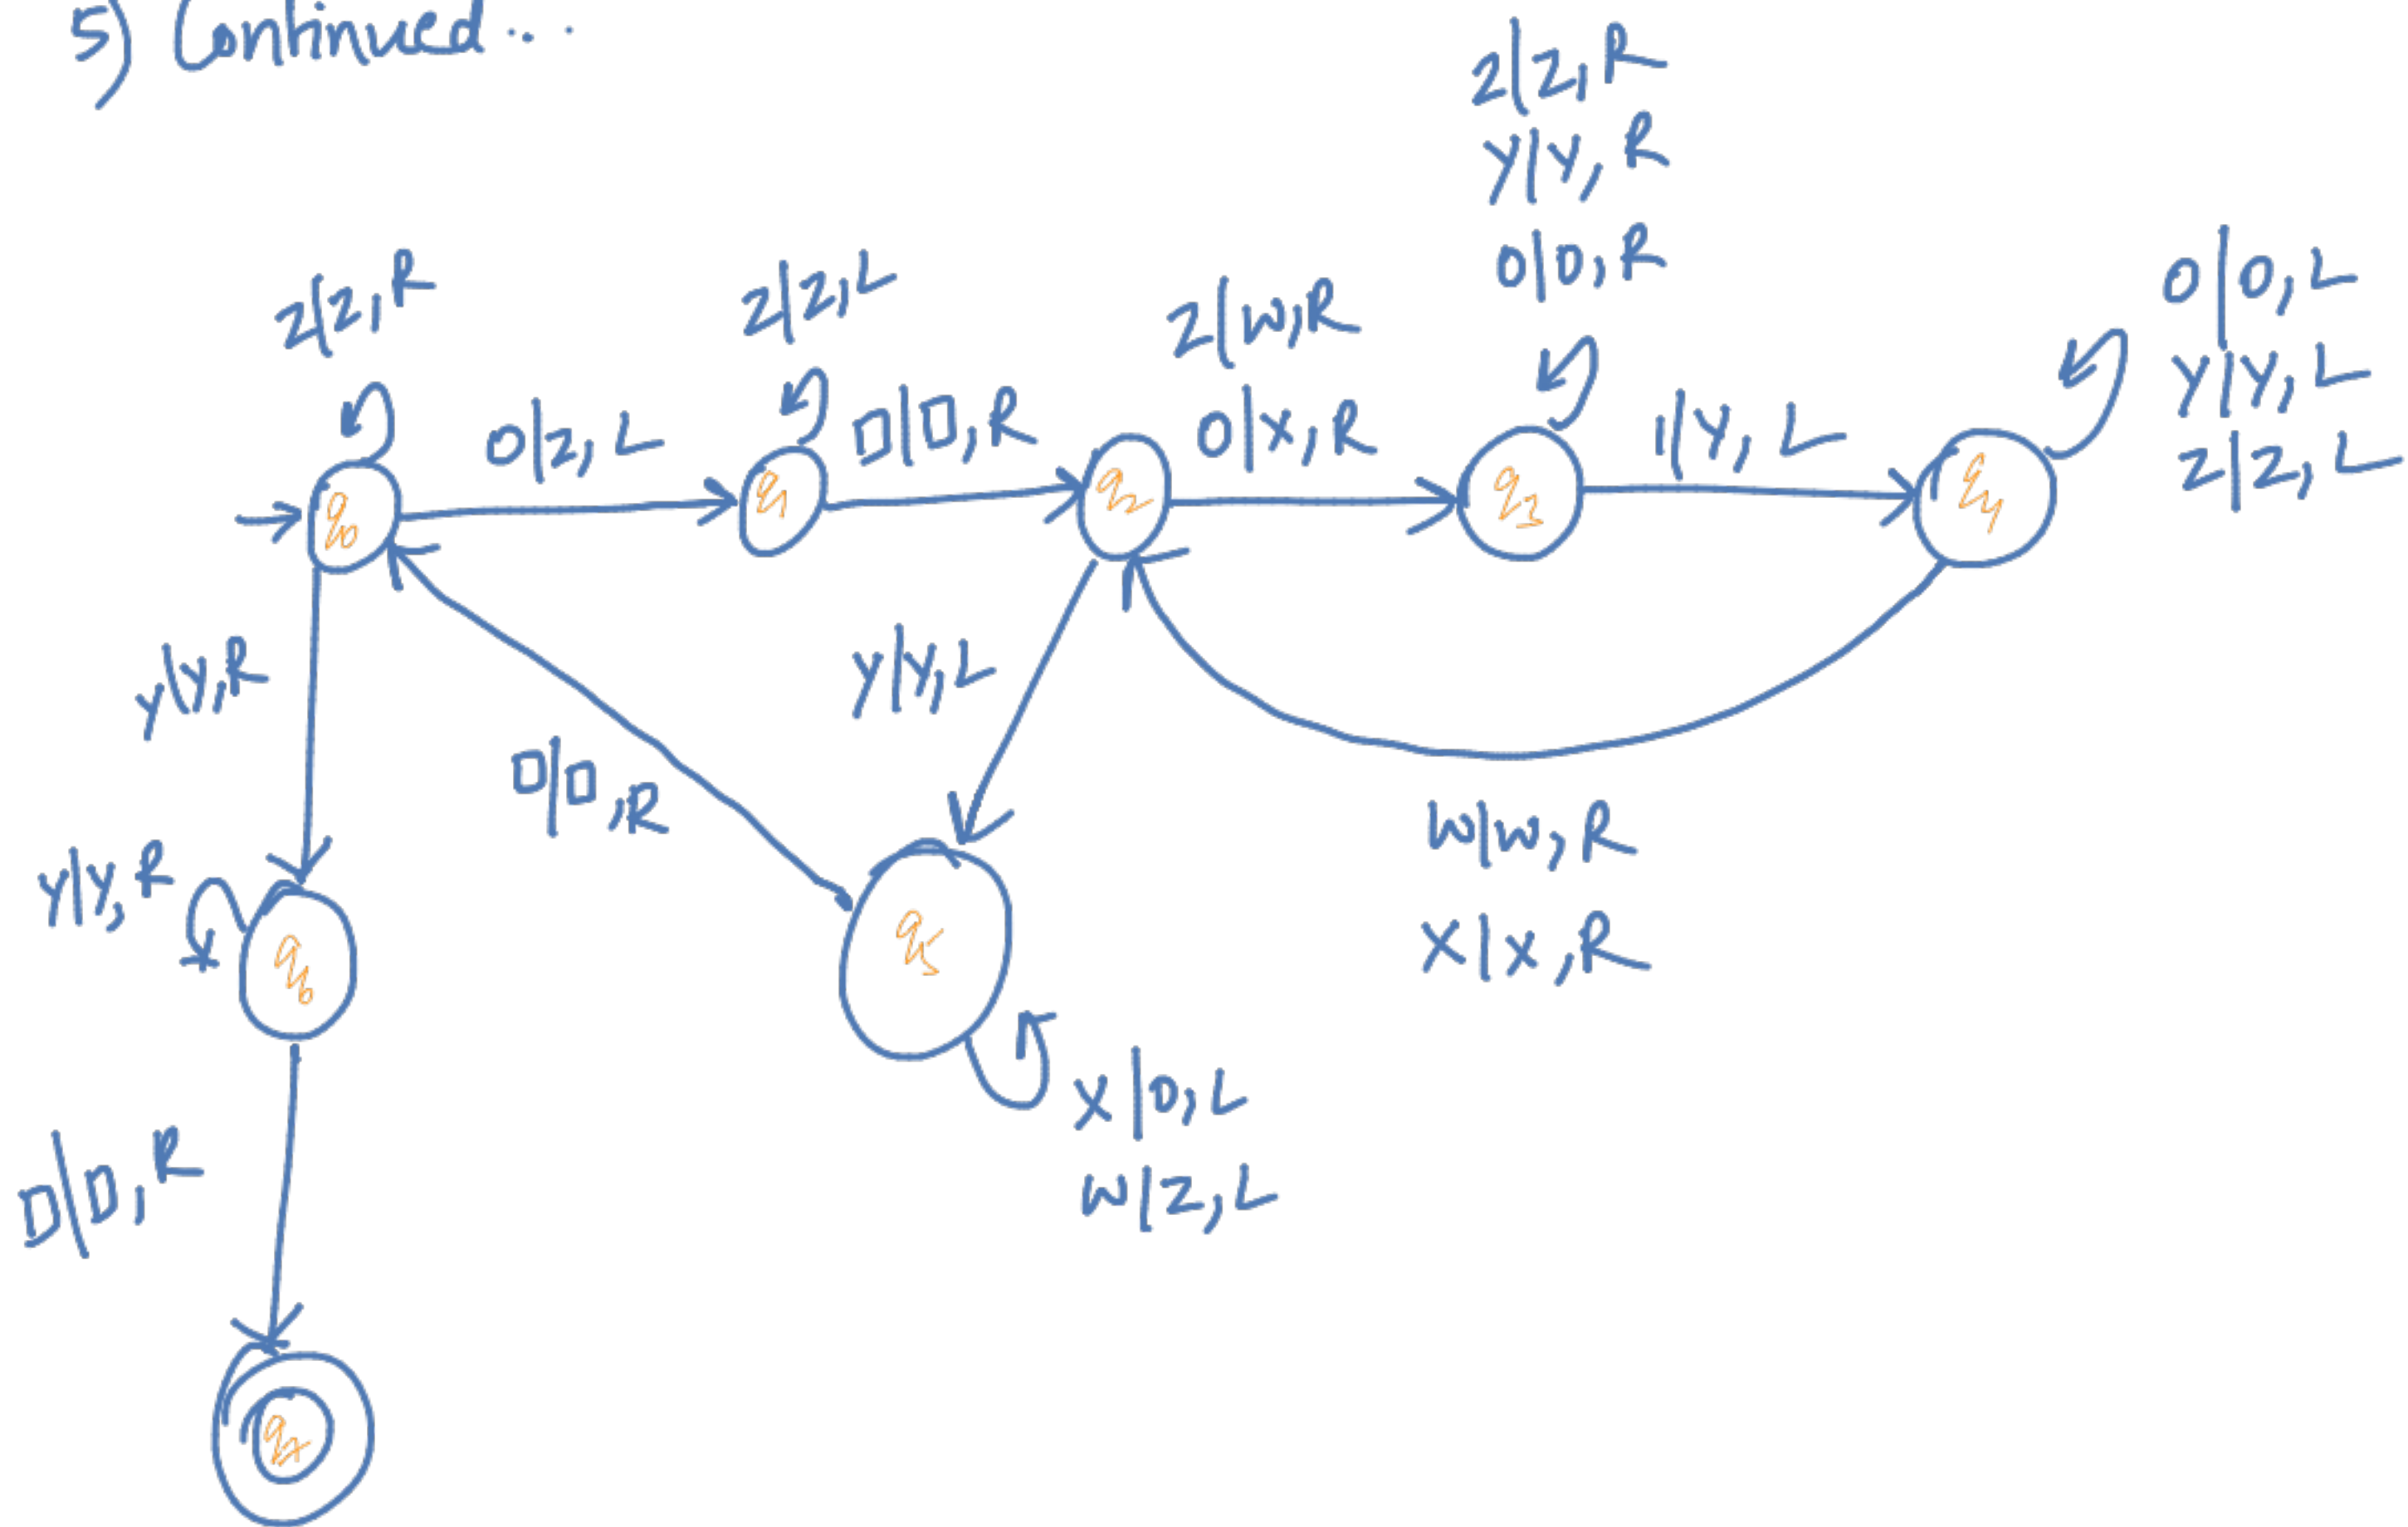 5) Continued...
z|z, R
y|y, R
0|0, R
z|z, R
0|z, L
z|z, L
□|□, R
z|w, R
0|x, R
1|y, L
0|0, L
y|y, L
z|z, L
q0
q1
q2
q3
q4
y|y, R
y|y, L
□|□, R
w|w, R
x|x, R
y|y, R
q6
q5
x|0, L
w|z, L
□|□, R
q7